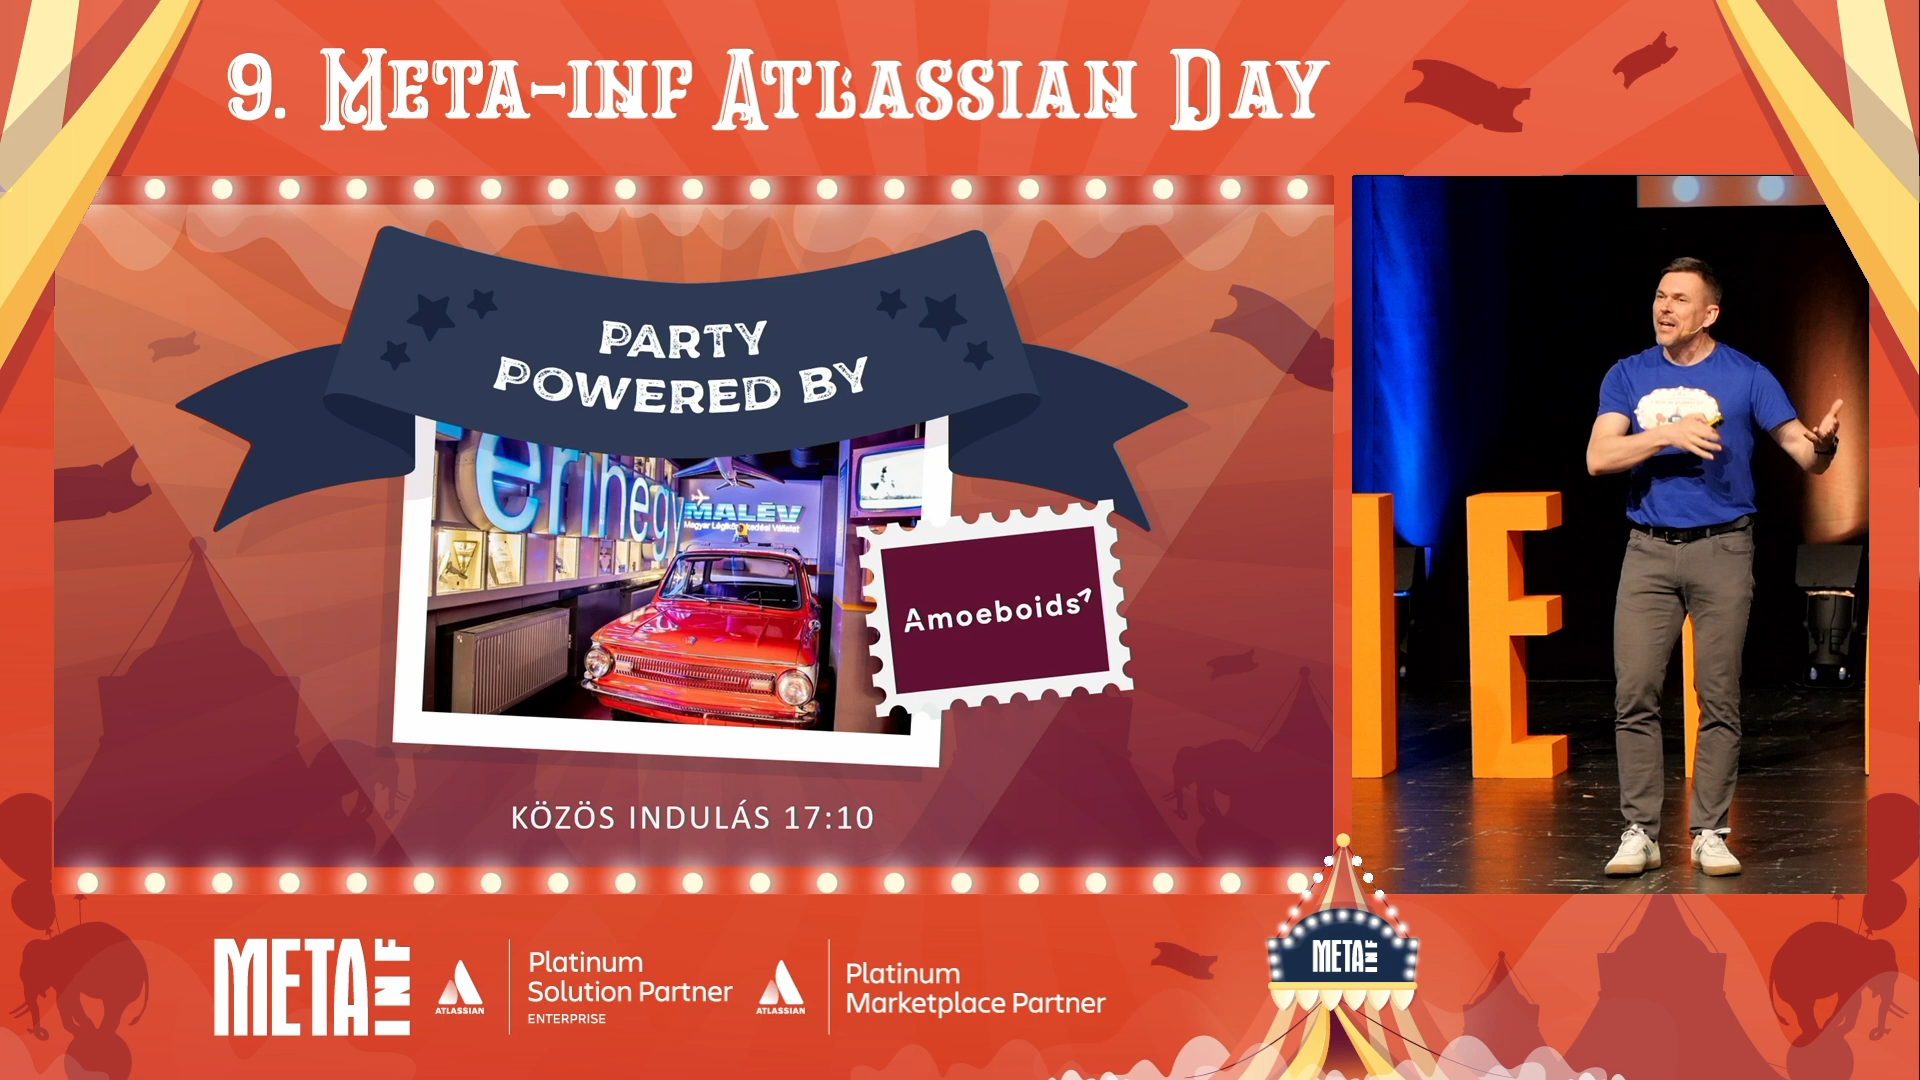 9. META-INF ATLASSIAN DAY
PARTY
POWERED BY
erihegy
MALÉV
Amoeboids
KÖZÖS INDULÁS 17:10
META INF
ATLASSIAN
Platinum
Solution Partner
ENTERPRISE
ATLASSIAN
Platinum
Marketplace Partner
META INF
E